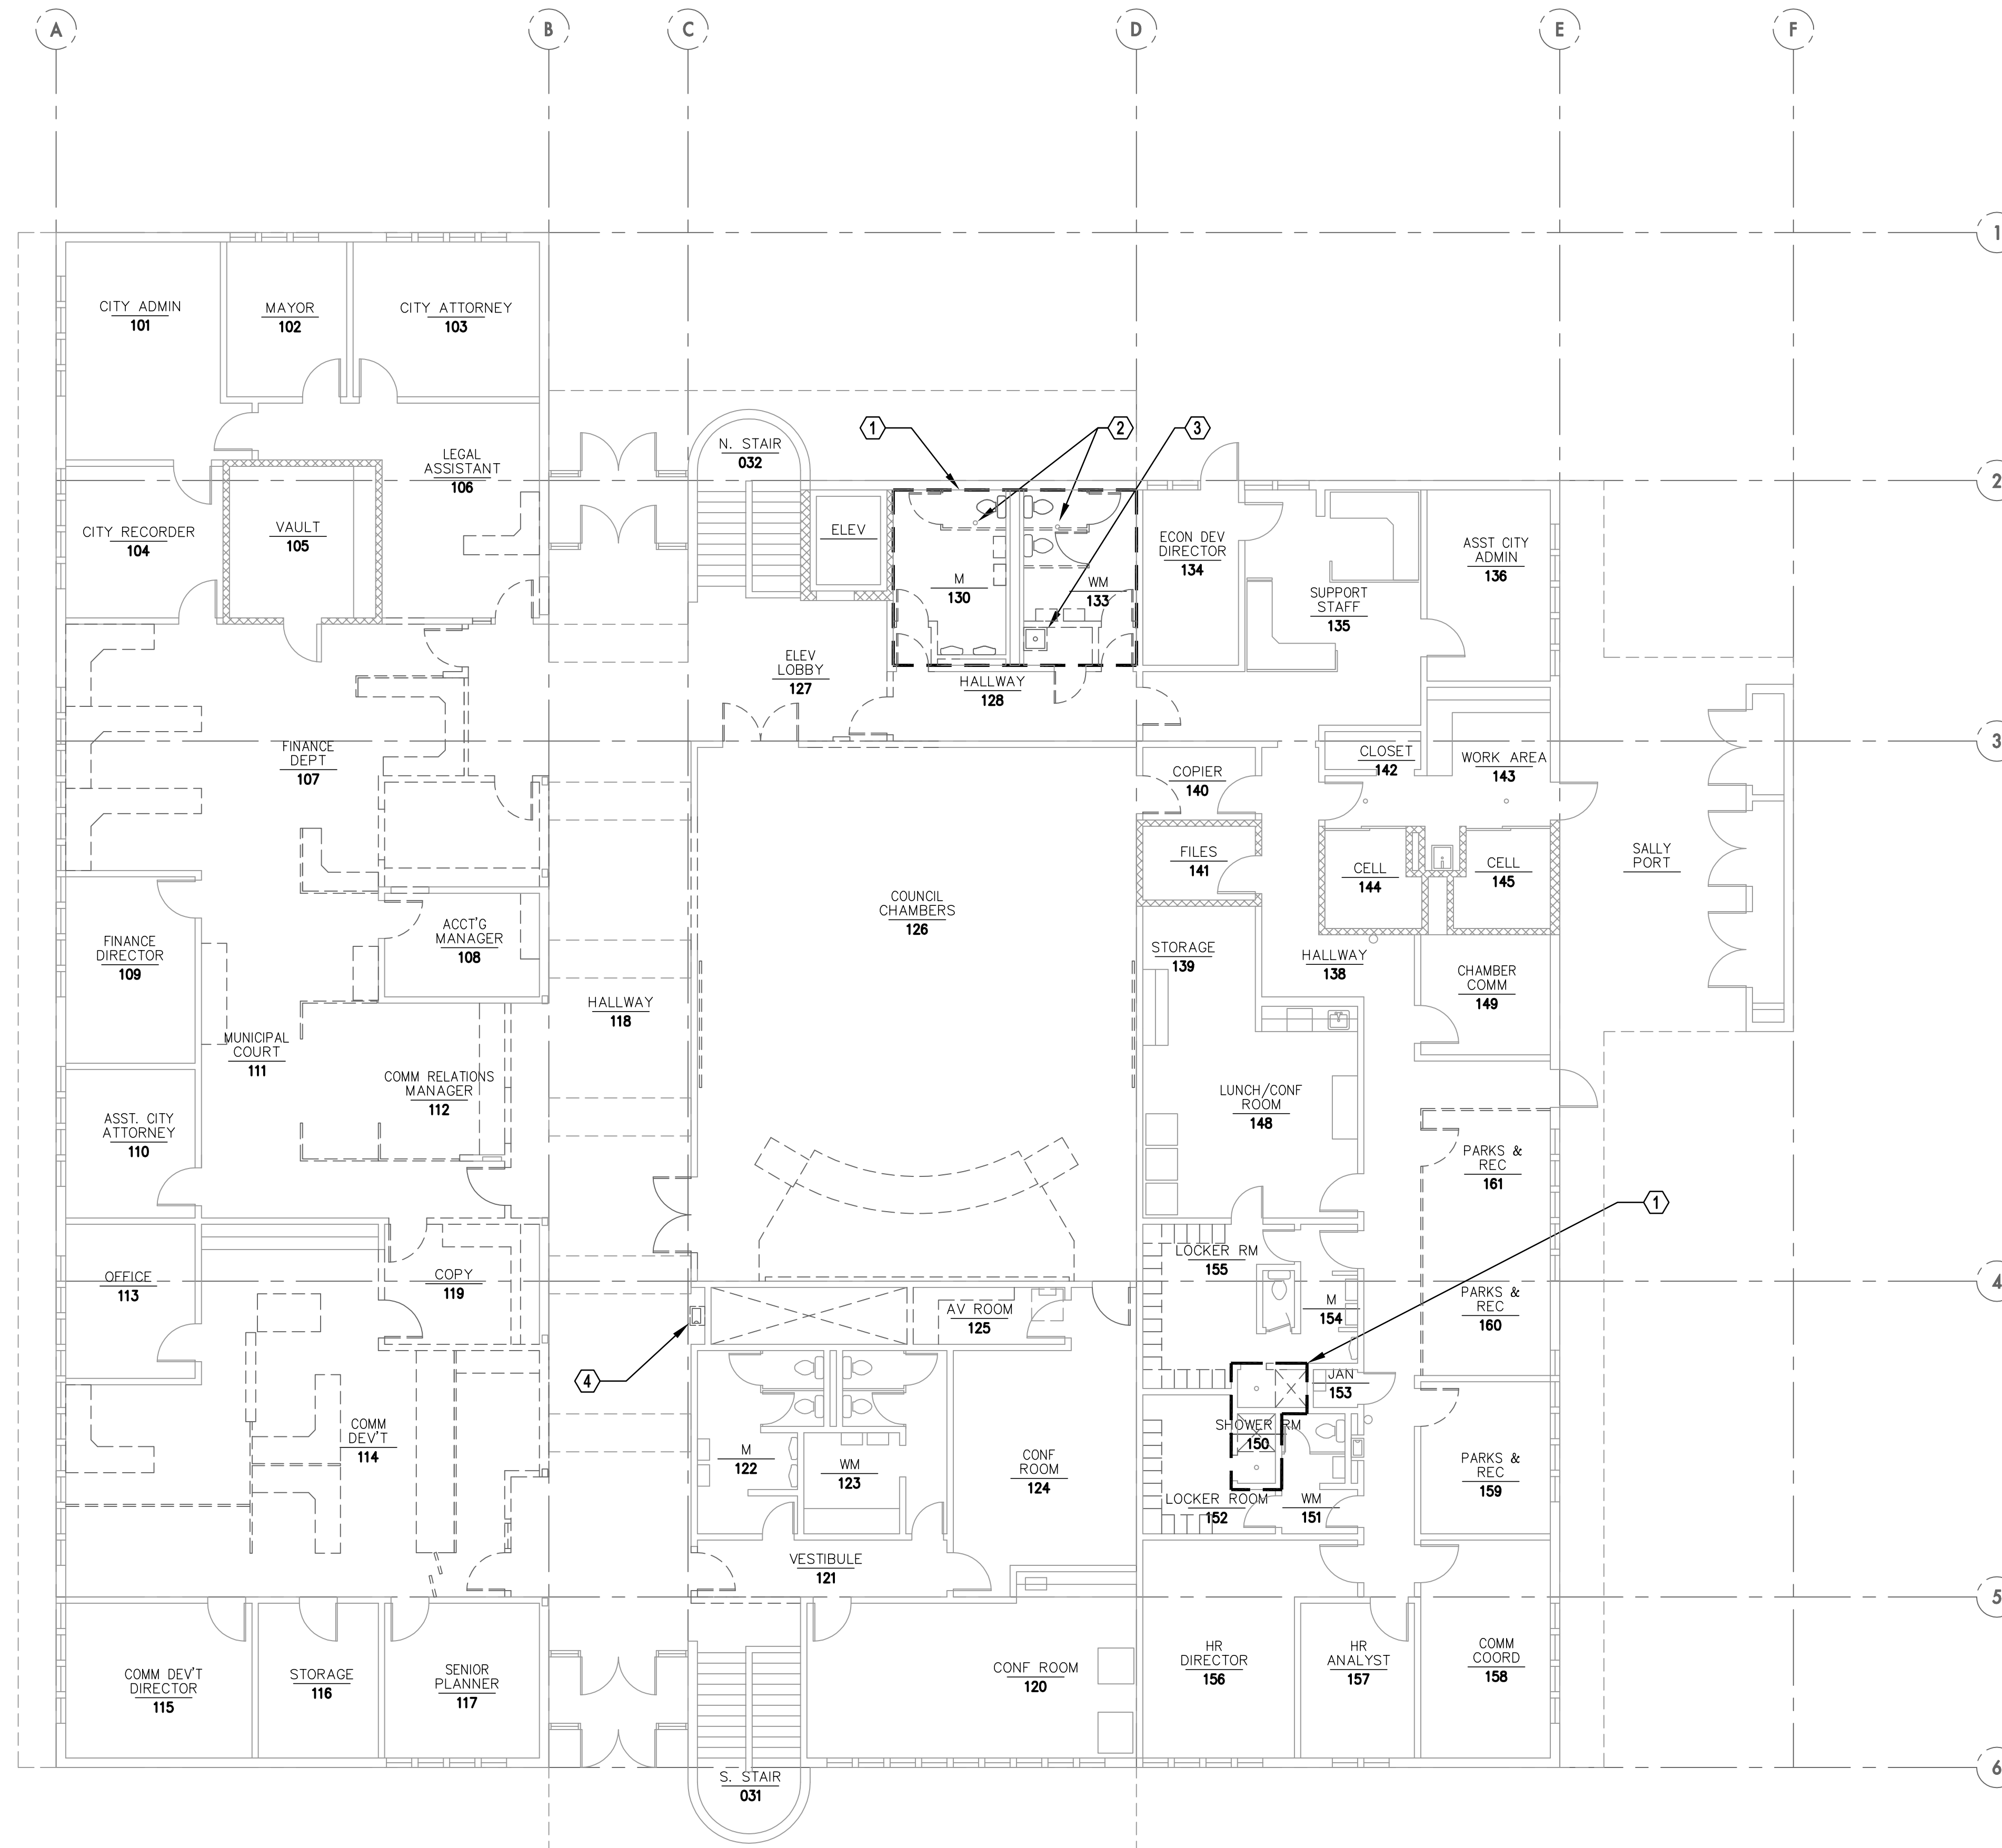 A
B
C
D
E
F
1
2
3
4
5
6
CITY ADMIN
101
MAYOR
102
CITY ATTORNEY
103
LEGAL
ASSISTANT
106
CITY RECORDER
104
VAULT
105
N. STAIR
032
1
2
3
ELEV
M
130
WM
133
ECON DEV
DIRECTOR
134
SUPPORT
STAFF
135
ASST CITY
ADMIN
136
ELEV
LOBBY
127
HALLWAY
128
FINANCE
DEPT
107
COPIER
140
CLOSET
142
WORK AREA
143
FILES
141
CELL
144
CELL
145
SALLY
PORT
FINANCE
DIRECTOR
109
ACCT'G
MANAGER
108
COUNCIL
CHAMBERS
126
STORAGE
139
HALLWAY
138
CHAMBER
COMM
149
HALLWAY
118
MUNICIPAL
COURT
111
COMM RELATIONS
MANAGER
112
LUNCH/CONF
ROOM
148
ASST. CITY
ATTORNEY
110
PARKS &
REC
161
1
OFFICE
113
COPY
119
LOCKER RM
155
M
154
PARKS &
REC
160
AV ROOM
125
4
JAN
153
SHOWER RM
150
COMM
DEV'T
114
M
122
WM
123
CONF
ROOM
124
PARKS &
REC
159
LOCKER ROOM
152
WM
151
VESTIBULE
121
COMM DEV'T
DIRECTOR
115
STORAGE
116
SENIOR
PLANNER
117
CONF ROOM
120
HR
DIRECTOR
156
HR
ANALYST
157
COMM
COORD
158
S. STAIR
031